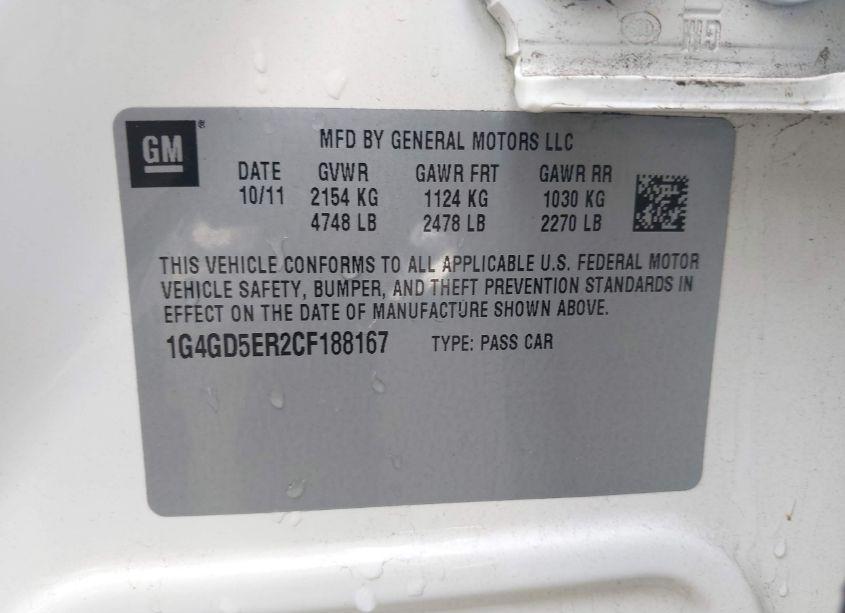 GM
GM®
MFD BY GENERAL MOTORS LLC
DATE GVWR GAWR FRT GAWR RR
10/11 2154 KG 1124 KG 1030 KG
4748 LB 2478 LB 2270 LB
THIS VEHICLE CONFORMS TO ALL APPLICABLE U.S. FEDERAL MOTOR
VEHICLE SAFETY, BUMPER, AND THEFT PREVENTION STANDARDS IN
EFFECT ON THE DATE OF MANUFACTURE SHOWN ABOVE.
1G4GD5ER2CF188167 TYPE: PASS CAR